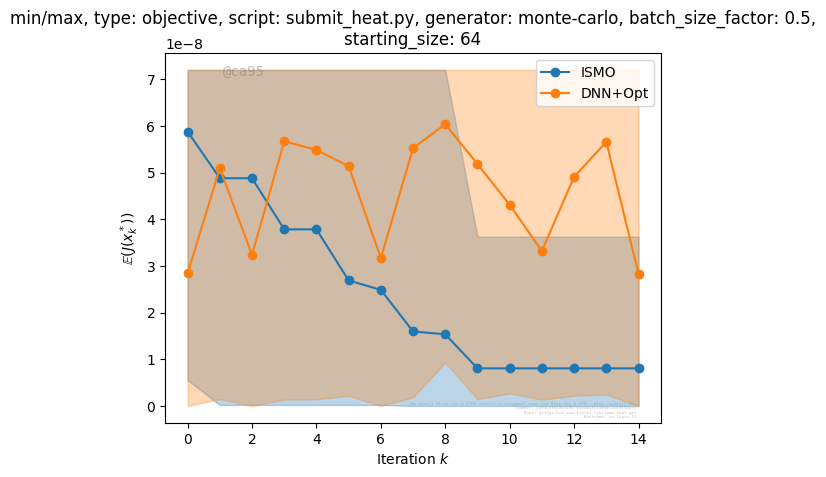 min/max, type: objective, script: submit_heat.py, generator: monte-carlo, batch_size_factor: 0.5,
starting_size: 64
1e−8
@ca95
ISMO
DNN+Opt
7
6
5
4
3
2
1
0
𝔼(J(x*_k))
0 2 4 6 8 10 12 14
Iteration k